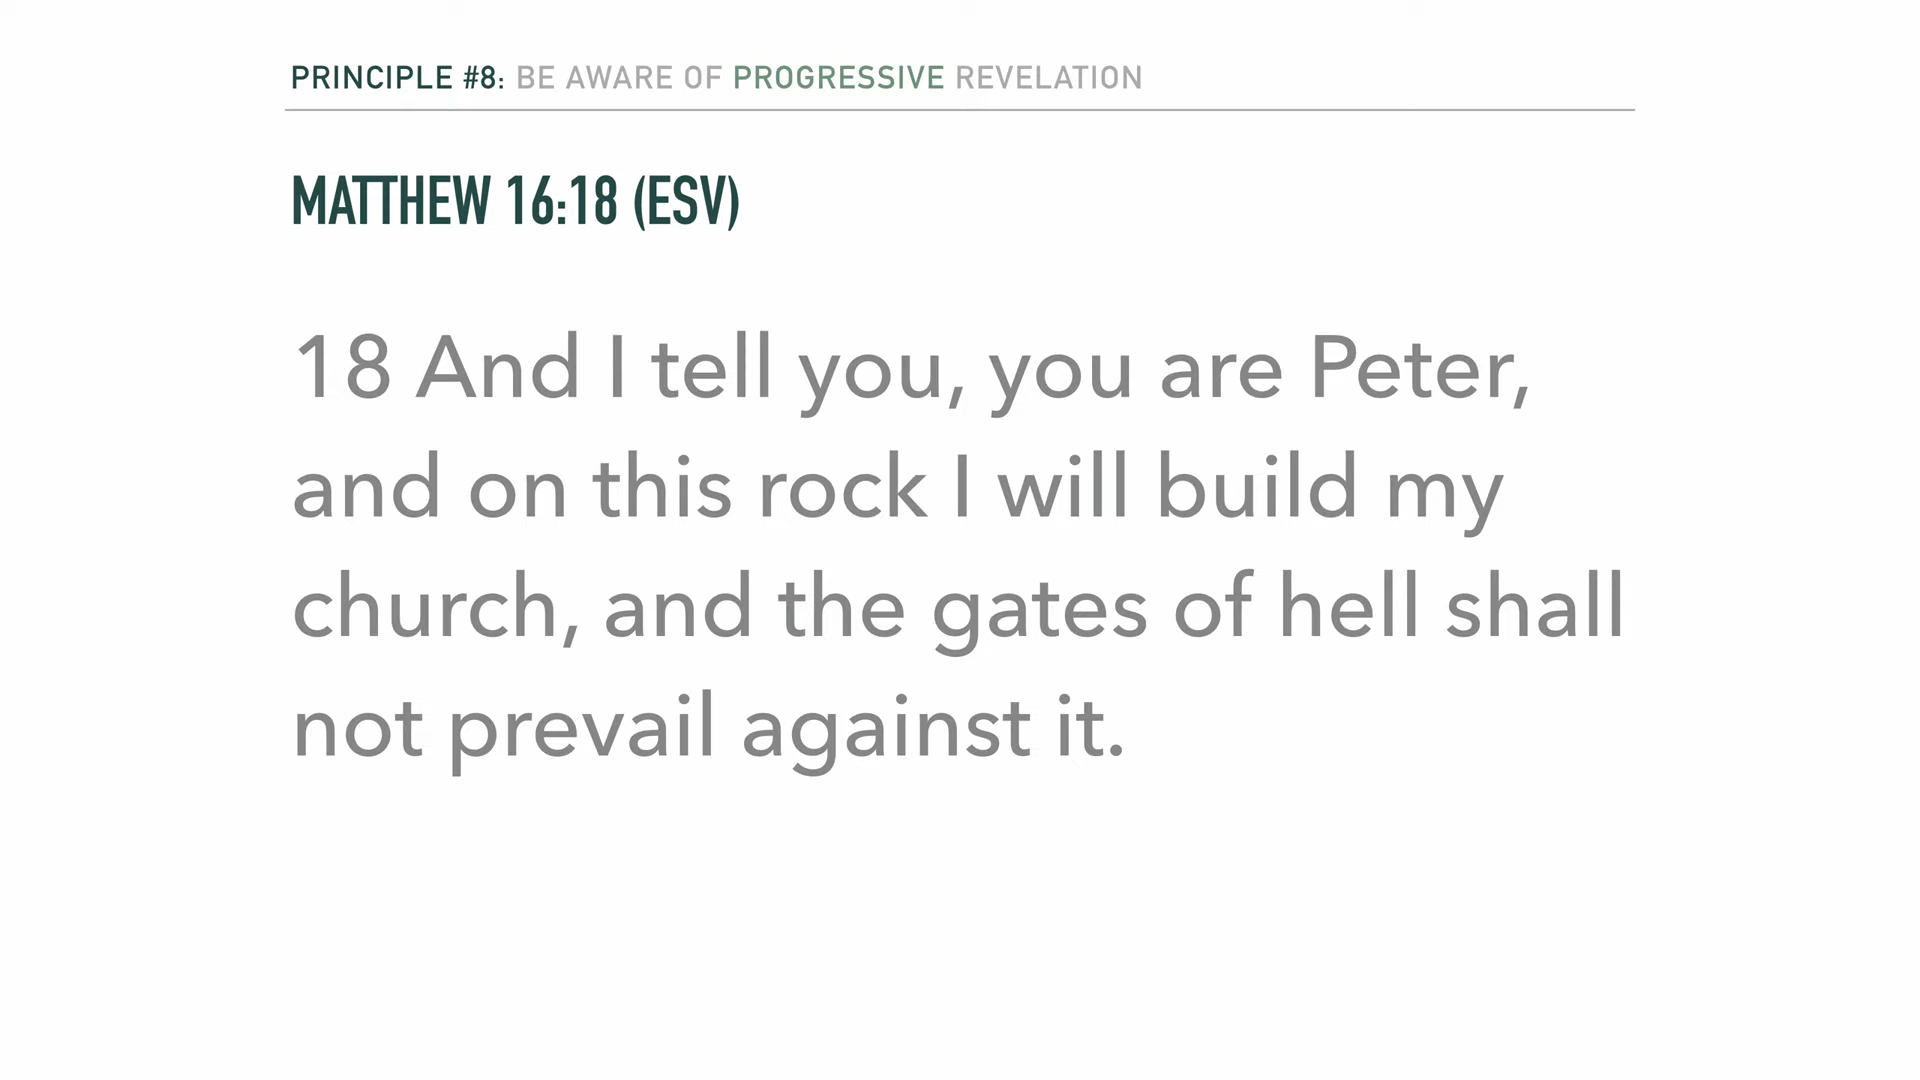 PRINCIPLE #8: BE AWARE OF PROGRESSIVE REVELATION
MATTHEW 16:18 (ESV)
18 And I tell you, you are Peter,
and on this rock I will build my
church, and the gates of hell shall
not prevail against it.